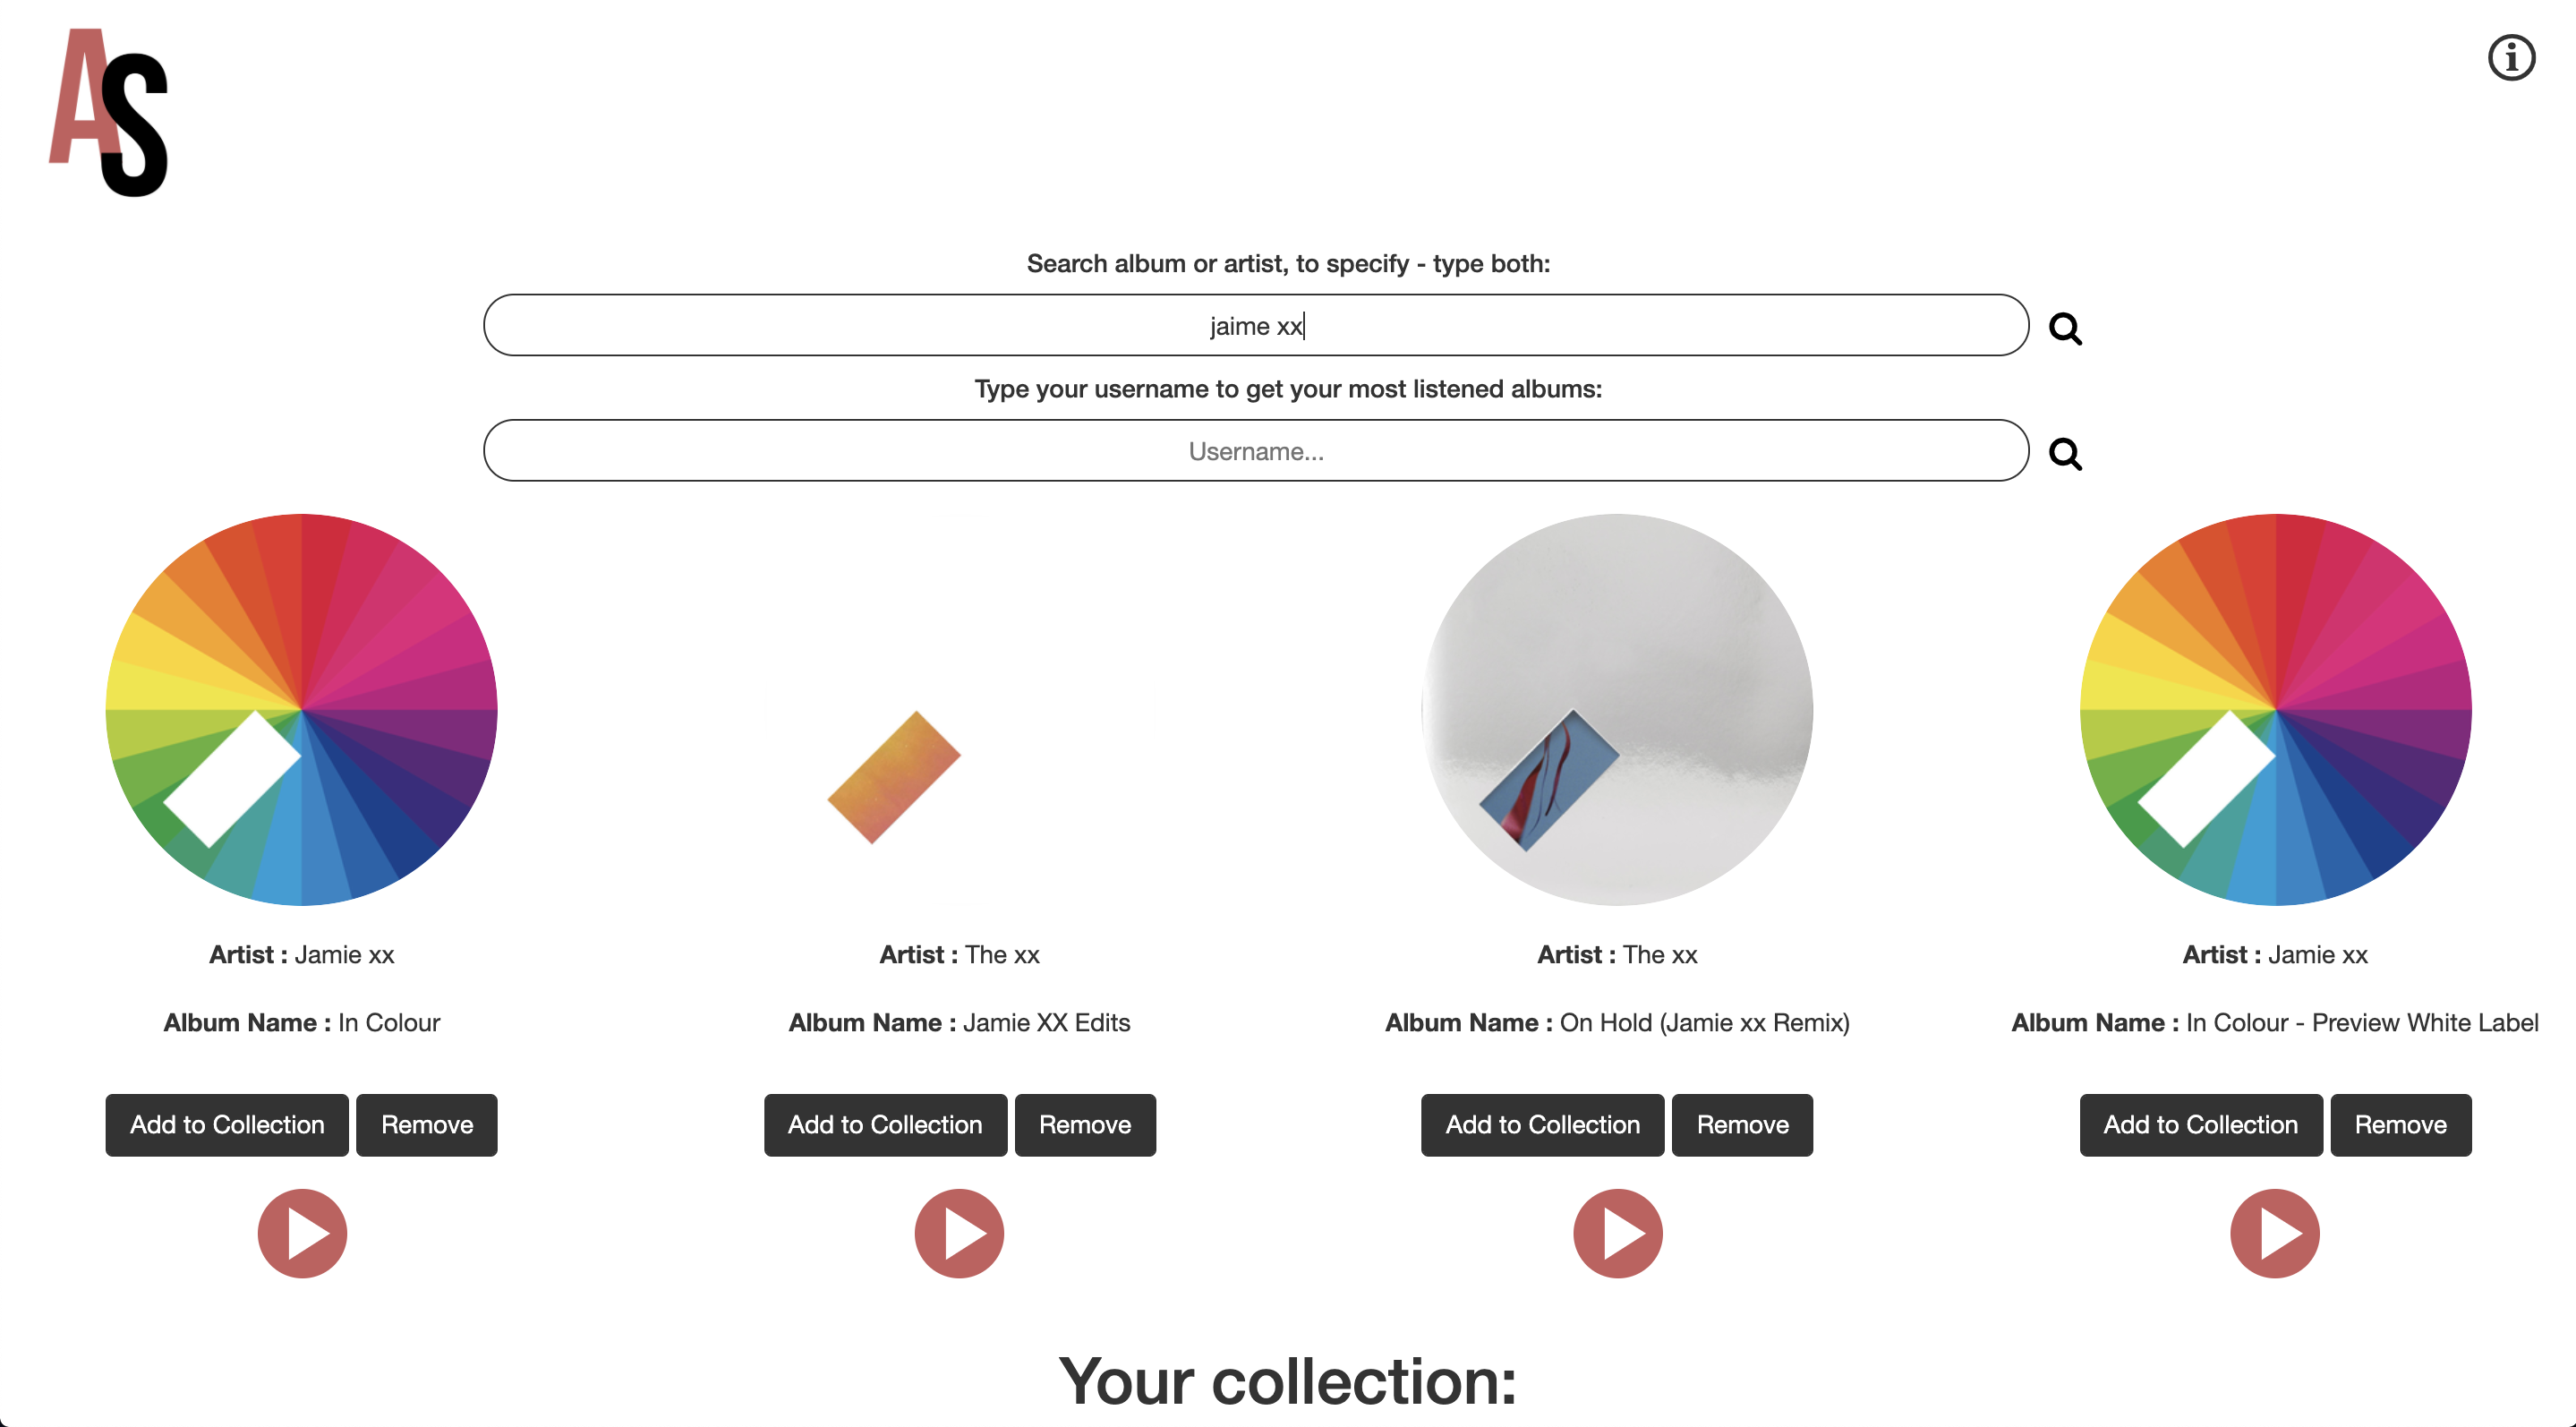 AS
Search album or artist, to specify - type both:
jaime xx
Type your username to get your most listened albums:
Username...
Artist : Jamie xx
Album Name : In Colour
Add to Collection Remove
Artist : The xx
Album Name : Jamie XX Edits
Add to Collection Remove
Artist : The xx
Album Name : On Hold (Jamie xx Remix)
Add to Collection Remove
Artist : Jamie xx
Album Name : In Colour - Preview White Label
Add to Collection Remove
Your collection: